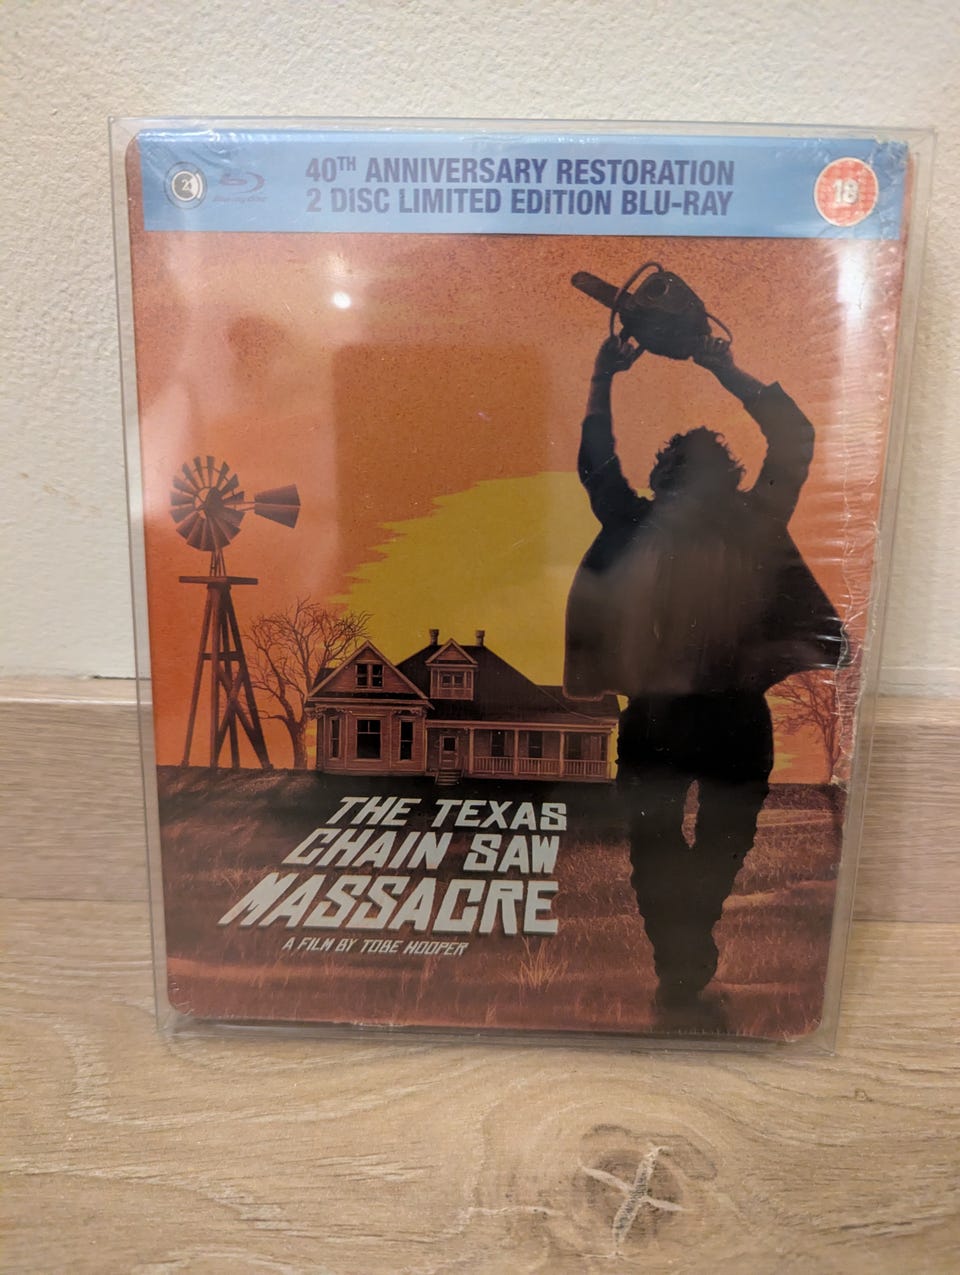 40TH ANNIVERSARY RESTORATION
2 DISC LIMITED EDITION BLU-RAY
18
THE TEXAS
CHAIN SAW
MASSACRE
A FILM BY TOBE HOOPER